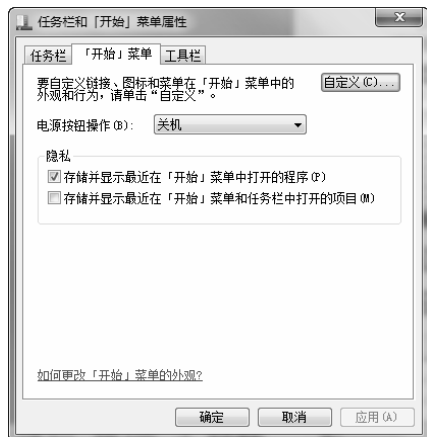 任务栏和「开始」菜单属性
任务栏 「开始」菜单 工具栏
要自定义链接、图标和菜单在「开始」菜单中的
外观和行为，请单击“自定义”。
自定义(C)...
电源按钮操作(B): 关机
隐私
存储并显示最近在「开始」菜单中打开的程序(P)
存储并显示最近在「开始」菜单和任务栏中打开的项目(M)
如何更改「开始」菜单的外观?
确定 取消 应用(A)